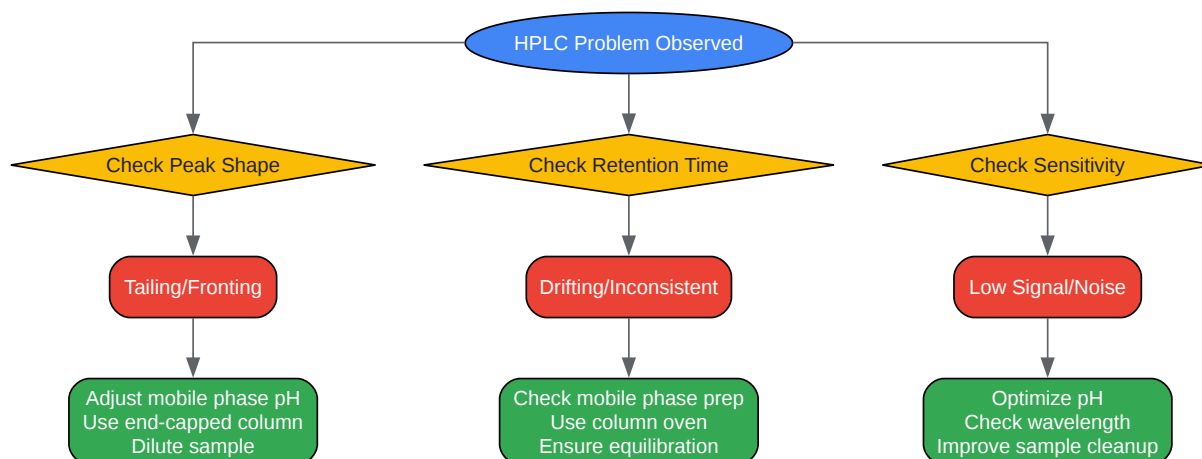 HPLC Problem Observed
Check Peak Shape
Check Retention Time
Check Sensitivity
Tailing/Fronting
Drifting/Inconsistent
Low Signal/Noise
Adjust mobile phase pH
Use end-capped column
Dilute sample
Check mobile phase prep
Use column oven
Ensure equilibration
Optimize pH
Check wavelength
Improve sample cleanup